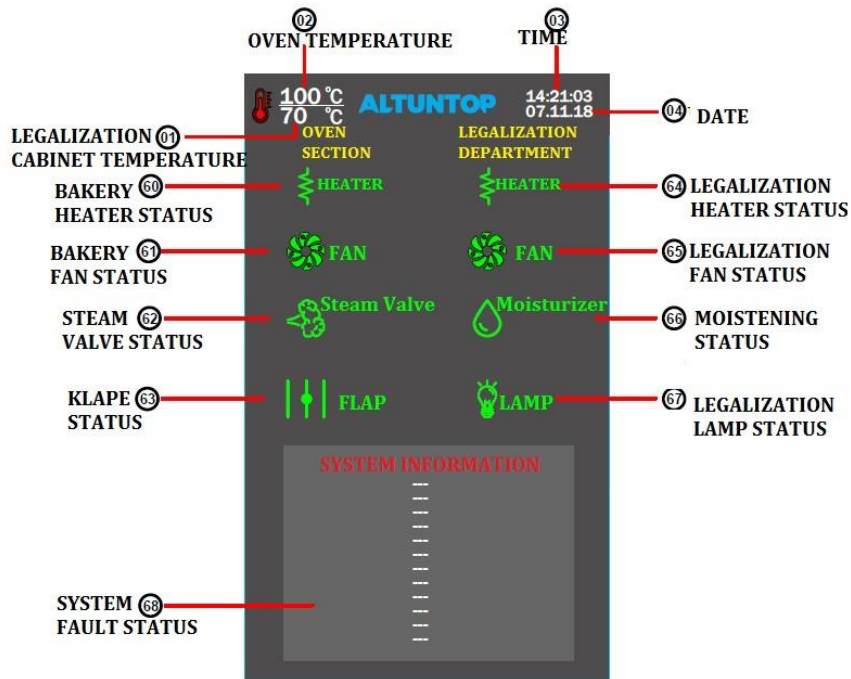 02
OVEN TEMPERATURE
03
TIME
100 °C
70 °C
ALTUNTOP
14:21:03
07.11.18
04
DATE
LEGALIZATION 01
CABINET TEMPERATURE
OVEN
SECTION
LEGALIZATION
DEPARTMENT
BAKERY 60
HEATER STATUS
HEATER
HEATER
64 LEGALIZATION
HEATER STATUS
BAKERY 61
FAN STATUS
FAN
FAN
65 LEGALIZATION
FAN STATUS
STEAM 62
VALVE STATUS
Steam Valve
Moisturizer
66 MOISTENING
STATUS
KLAPE 63
STATUS
FLAP
LAMP
67 LEGALIZATION
LAMP STATUS
SYSTEM INFORMATION
---
---
---
---
---
---
---
---
---
---
---
---
SYSTEM 68
FAULT STATUS